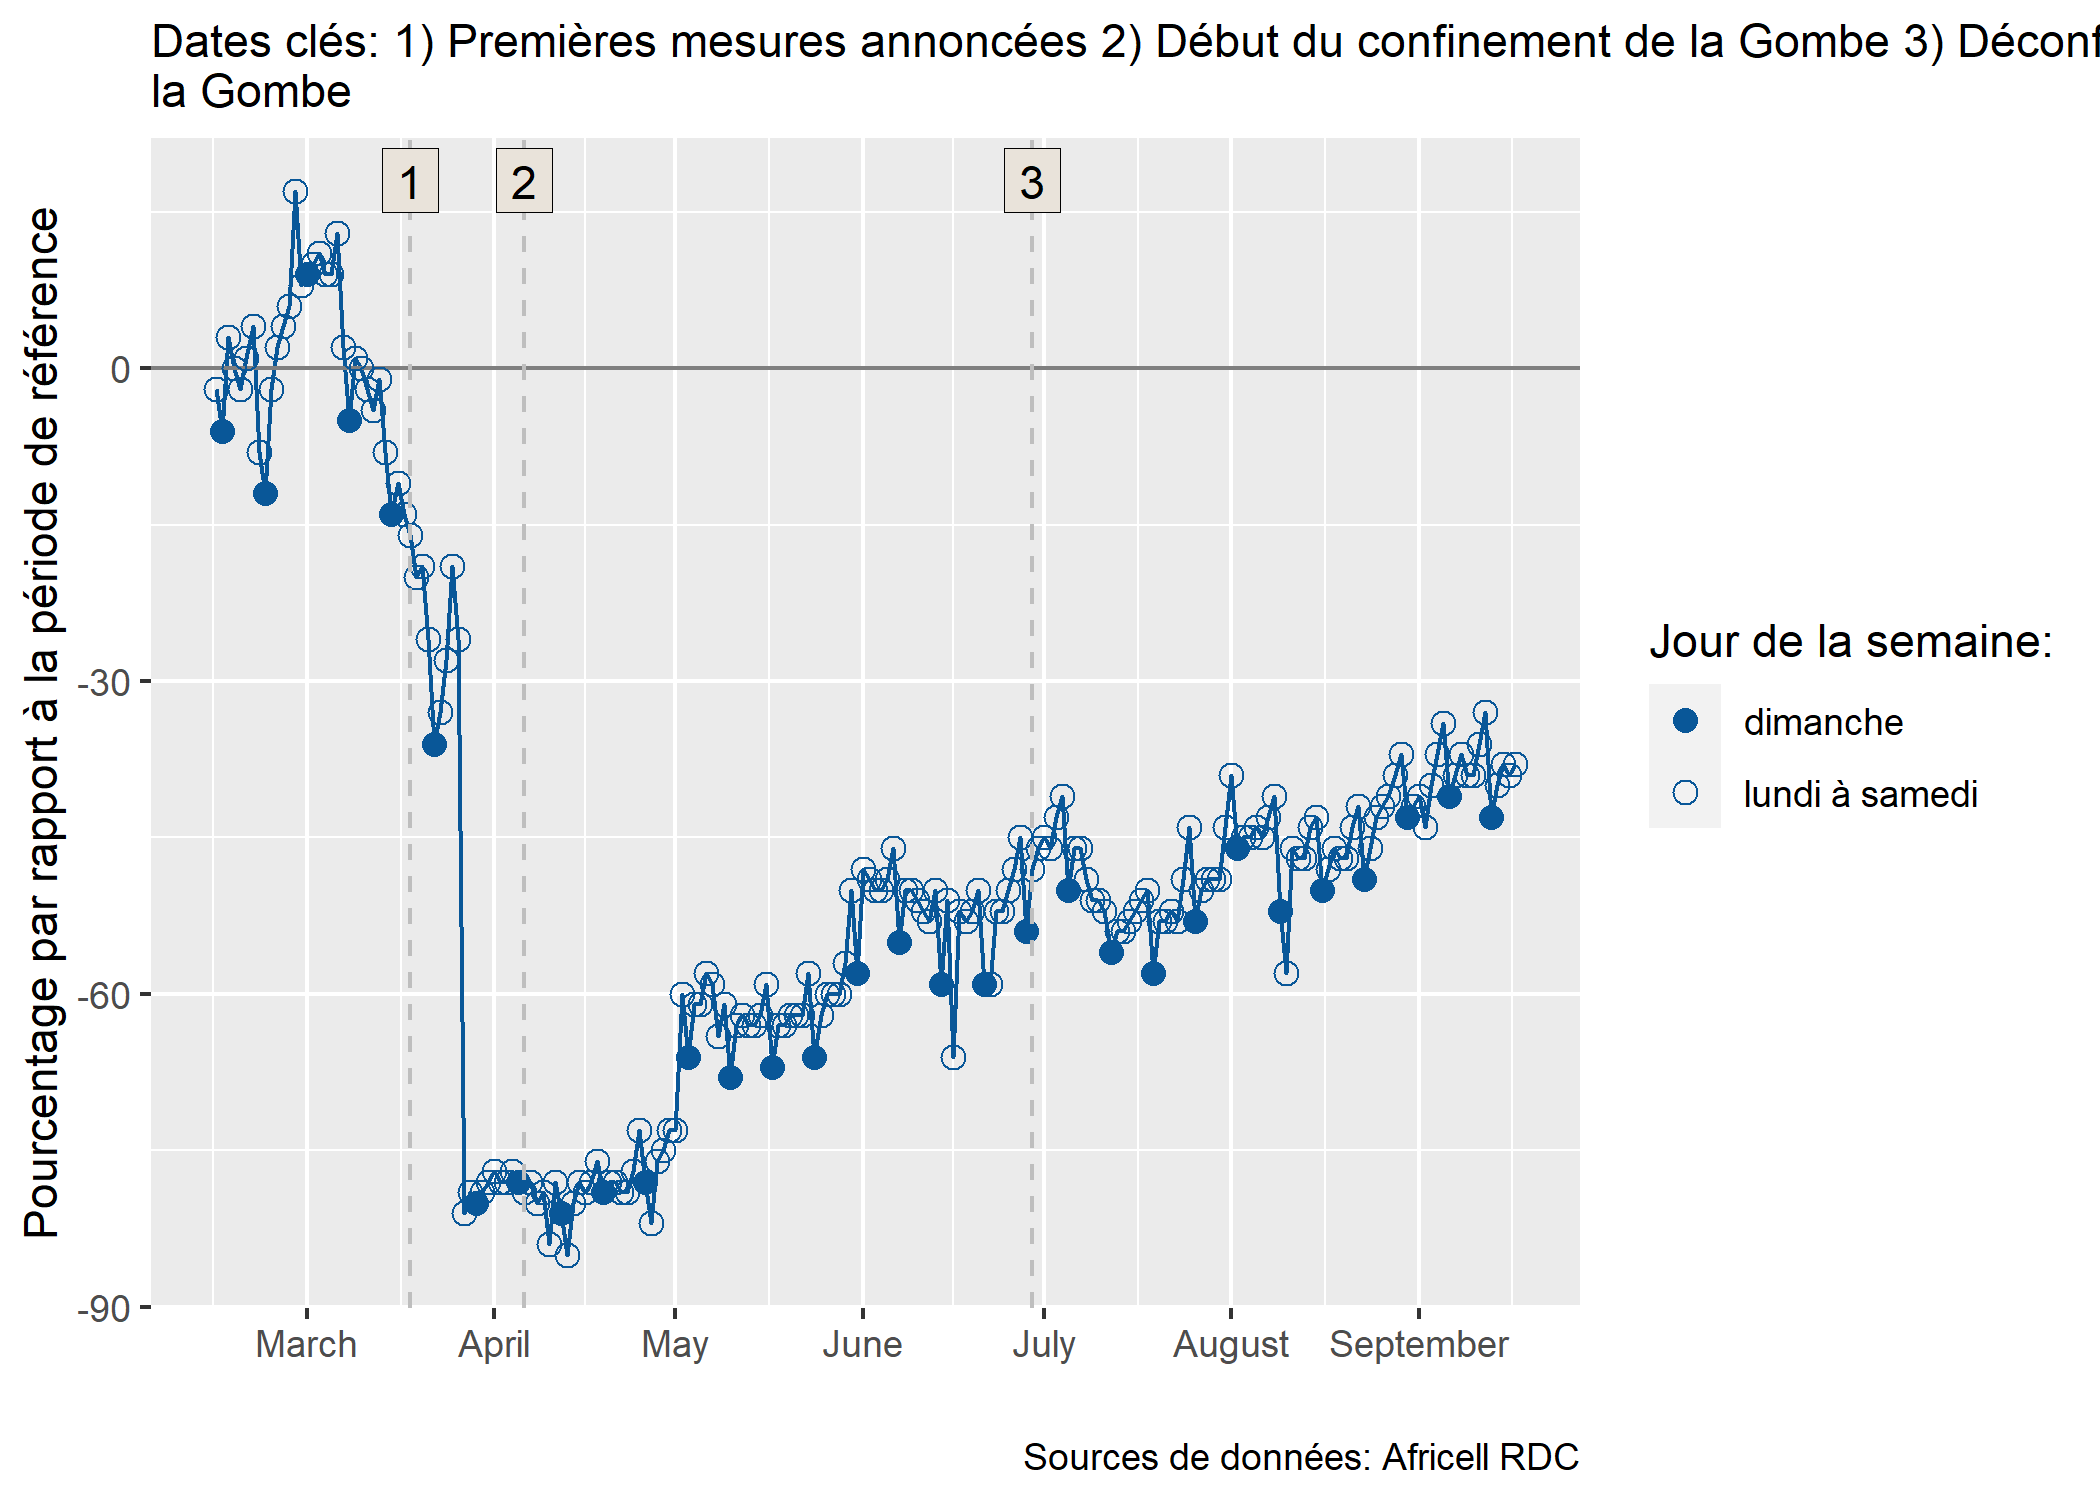 Dates clés: 1) Premières mesures annoncées 2) Début du confinement de la Gombe 3)
la Gombe
1
2
3
Pourcentage par rapport à la période de référence
0
-30
-60
-90
March April May June July August September
Jour de la semaine:
dimanche
lundi à samedi
Sources de données: Africell RDC